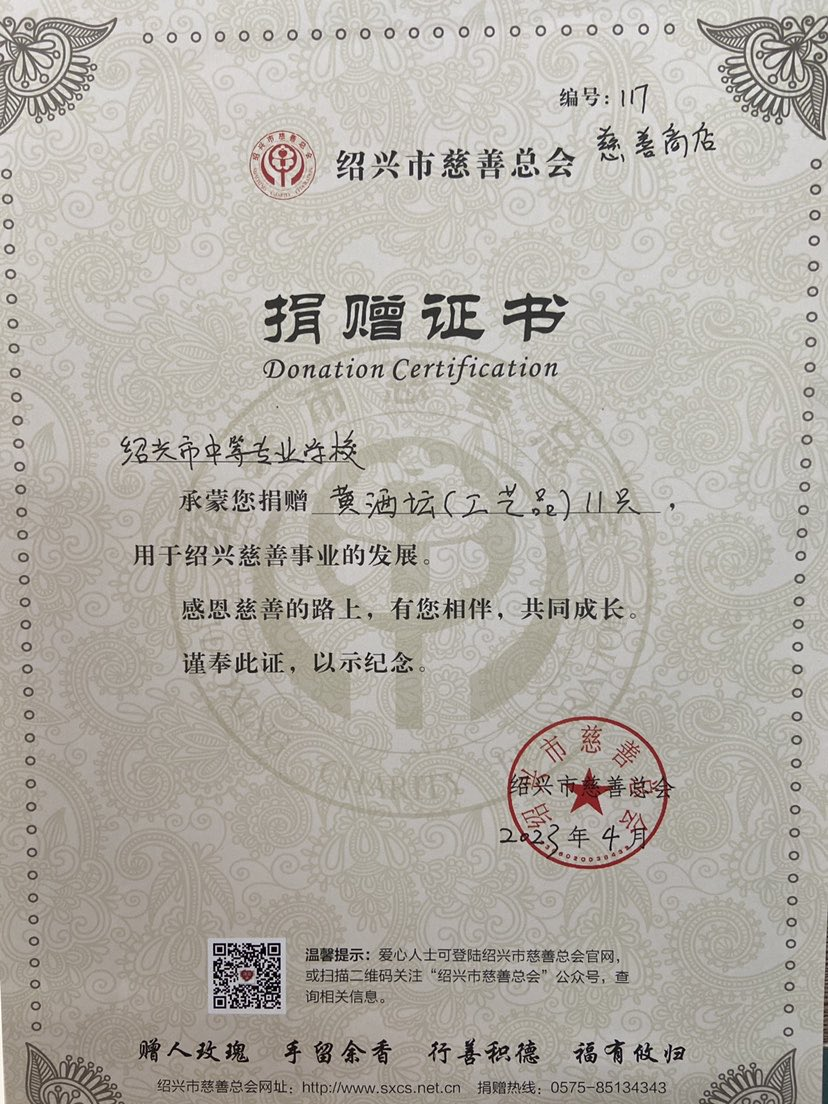 编号：117
绍兴市慈善总会 慈善商店
捐赠证书
Donation Certification
绍兴市中等专业学校
承蒙您捐赠 黄酒坛(工艺品)11只，
用于绍兴慈善事业的发展。
感恩慈善的路上，有您相伴，共同成长。
谨奉此证，以示纪念。
绍兴市慈善总会
绍兴市慈善总会
2023年4月
温馨提示：爱心人士可登陆绍兴市慈善总会官网，
或扫描二维码关注“绍兴市慈善总会”公众号，查
询相关信息。
赠人玫瑰 手留余香 行善积德 福有攸归
绍兴市慈善总会网址：http://www.sxcs.net.cn 捐赠热线：0575-85134343